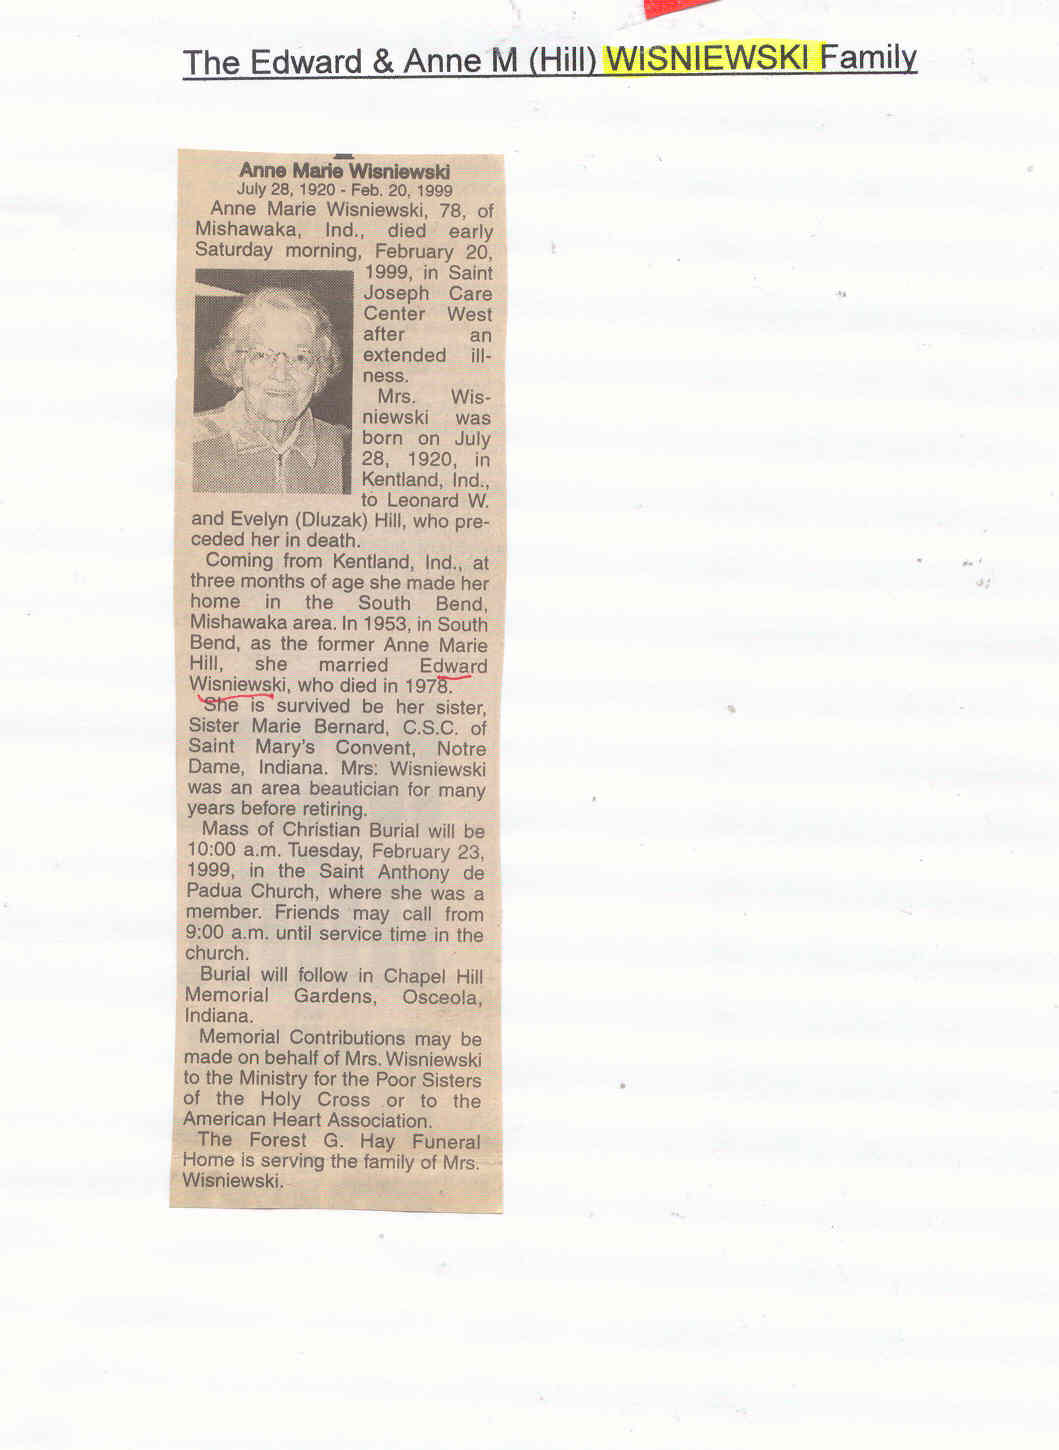 The Edward & Anne M (Hill) WISNIEWSKI Family
Anne Marie Wisniewski
July 28, 1920 - Feb. 20, 1999
Anne Marie Wisniewski, 78, of
Mishawaka, Ind., died early
Saturday morning, February 20,
1999, in Saint
Joseph Care
Center West
after an
extended ill-
ness.
Mrs. Wis-
niewski was
born on July
28, 1920, in
Kentland, Ind.,
to Leonard W.
and Evelyn (Dluzak) Hill, who pre-
ceded her in death.
Coming from Kentland, Ind., at
three months of age she made her
home in the South Bend,
Mishawaka area. In 1953, in South
Bend, as the former Anne Marie
Hill, she married Edward
Wisniewski, who died in 1978.
She is survived be her sister,
Sister Marie Bernard, C.S.C. of
Saint Mary's Convent, Notre
Dame, Indiana. Mrs: Wisniewski
was an area beautician for many
years before retiring.
Mass of Christian Burial will be
10:00 a.m. Tuesday, February 23,
1999, in the Saint Anthony de
Padua Church, where she was a
member. Friends may call from
9:00 a.m. until service time in the
church.
Burial will follow in Chapel Hill
Memorial Gardens, Osceola,
Indiana.
Memorial Contributions may be
made on behalf of Mrs. Wisniewski
to the Ministry for the Poor Sisters
of the Holy Cross or to the
American Heart Association.
The Forest G. Hay Funeral
Home is serving the family of Mrs.
Wisniewski.